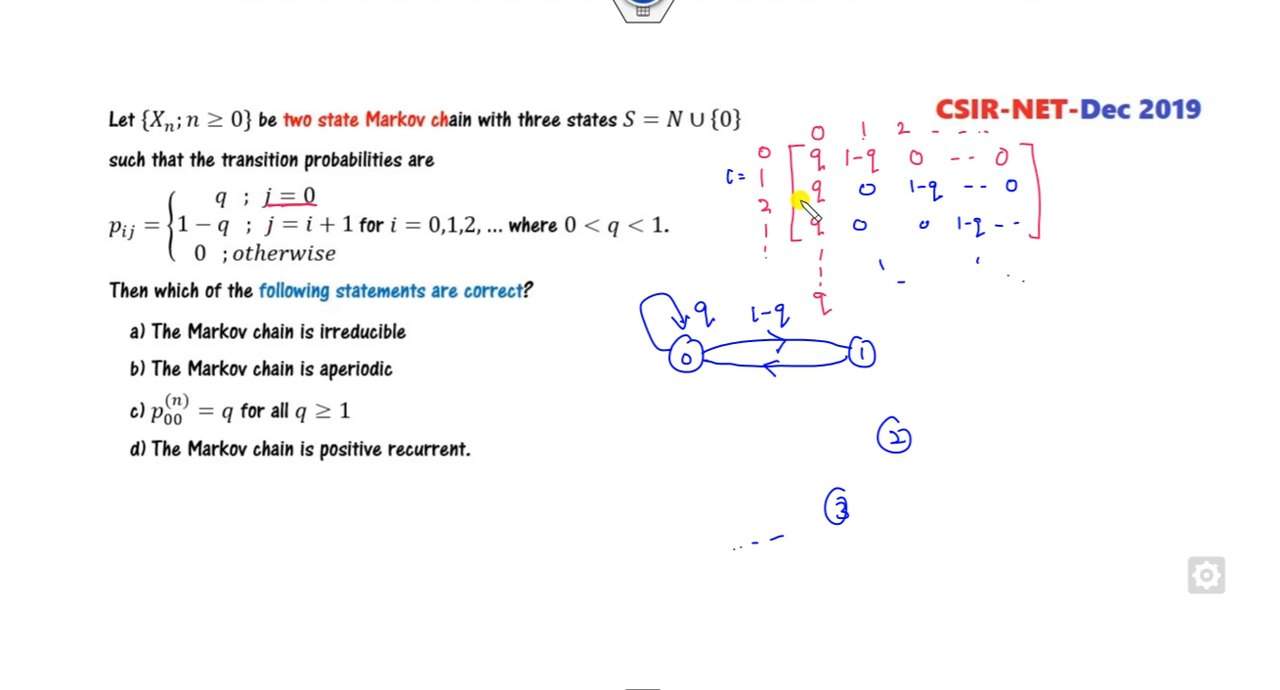 CSIR-NET-Dec 2019
Let {Xₙ; n ≥ 0} be two state Markov chain with three states S = N ∪ {0}
such that the transition probabilities are
pᵢⱼ = { q ; j = 0
1 − q ; j = i + 1 for i = 0,1,2, ... where 0 < q < 1.
0 ; otherwise
Then which of the following statements are correct?
a) The Markov chain is irreducible
b) The Markov chain is aperiodic
c) p₀₀⁽ⁿ⁾ = q for all q ≥ 1
d) The Markov chain is positive recurrent.
0 1 2 - - ..
0 [ q 1-q 0 -- 0 ]
i= 1 q 0 1-q -- 0
2 q 0 0 1-q --
q
q 1-q
0 1
2
3